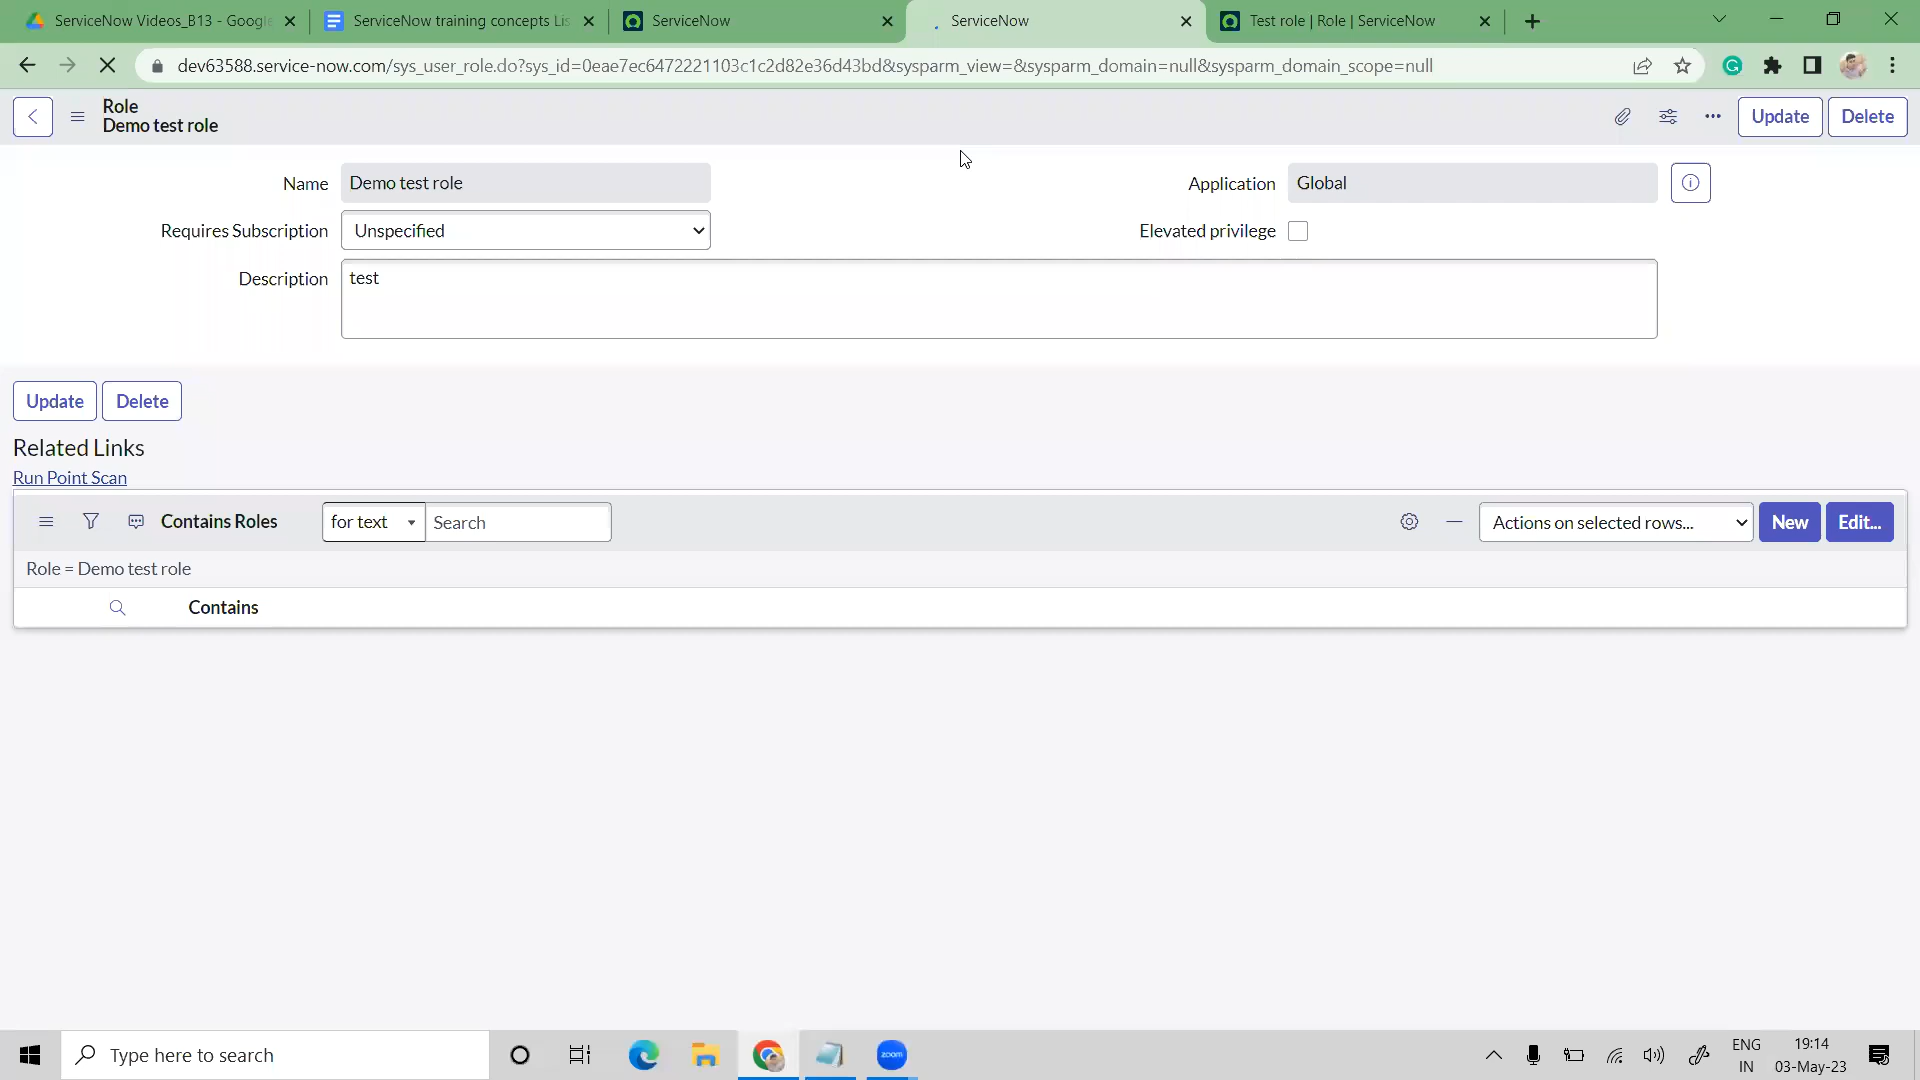 ServiceNow Videos_B13 - Google
ServiceNow training concepts Lis
ServiceNow
ServiceNow
Test role | Role | ServiceNow
dev63588.service-now.com/sys_user_role.do?sys_id=0eae7ec6472221103c1c2d82e36d43bd&sysparm_view=&sysparm_domain=null&sysparm_domain_scope=null
Role
Demo test role
Update
Delete
Name
Demo test role
Application
Global
Requires Subscription
Unspecified
Elevated privilege
Description
test
Update
Delete
Related Links
Run Point Scan
Contains Roles
for text
Search
Actions on selected rows...
New
Edit...
Role = Demo test role
Contains
Type here to search
zoom
ENG
IN
19:14
03-May-23